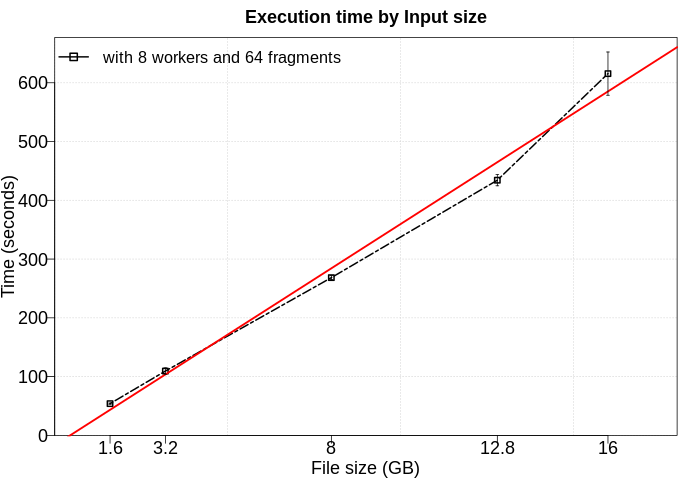 Execution time by Input size
with 8 workers and 64 fragments
Time (seconds)
600
500
400
300
200
100
0
1.6 3.2 8 12.8 16
File size (GB)